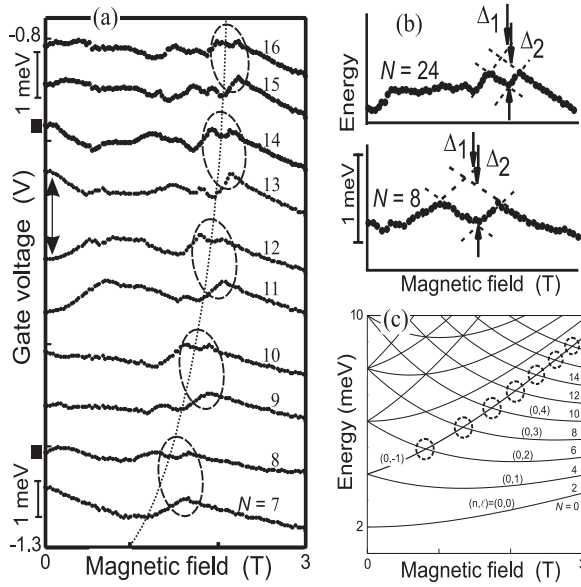 (a)
-0.8
1 meV
16
15
14
13
12
11
10
9
8
N = 7
1 meV
-1.3
Gate voltage (V)
0 1 2 3
Magnetic field (T)
(b)
Δ1
Δ2
N = 24
Energy
Δ1
Δ2
N = 8
1 meV
Magnetic field (T)
(c)
10
Energy (meV)
2
14
12
10
(0,4)
8
(0,3)
6
(0,2)
(0,-1)
4
(0,1)
2
(n,ℓ)=(0,0)
N = 0
Magnetic field (T)